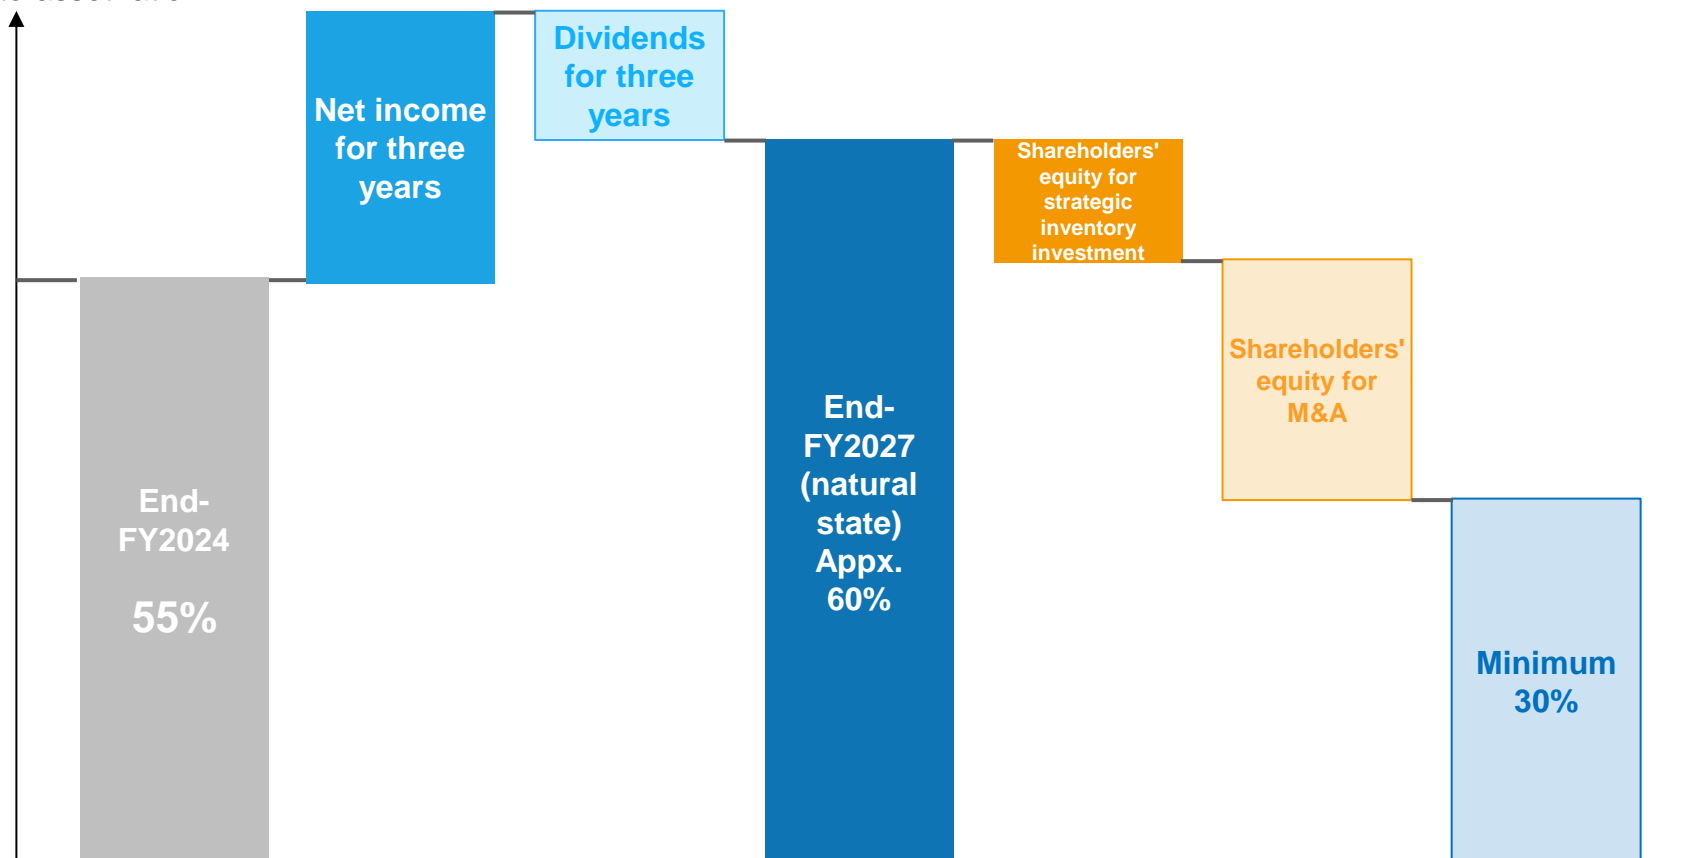 Net income
for three
years
Dividends
for three
years
Shareholders'
equity for
strategic
inventory
investment
Shareholders'
equity for
M&A
End-
FY2024
55%
End-
FY2027
(natural
state)
Appx.
60%
Minimum
30%